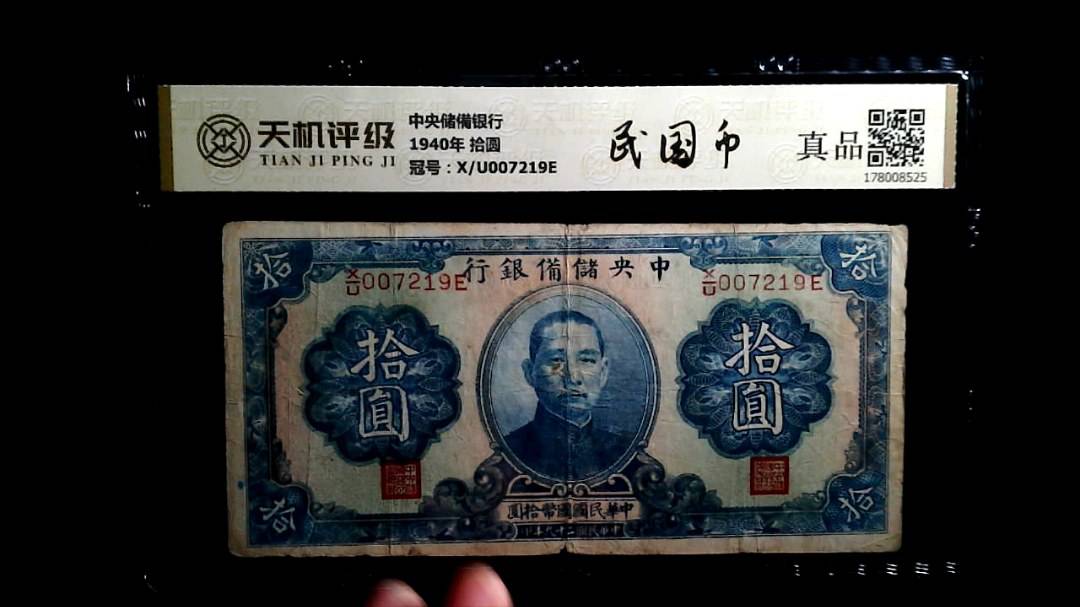 天机评级
TIAN JI PING JI
中央储備银行
1940年 拾圆
冠号：X/U007219E
民国币
真品
178008525
拾
拾
行銀備儲央中
X/U007219E
X/U007219E
拾
圓
拾
圓
圓拾幣國國民華中
拾
拾